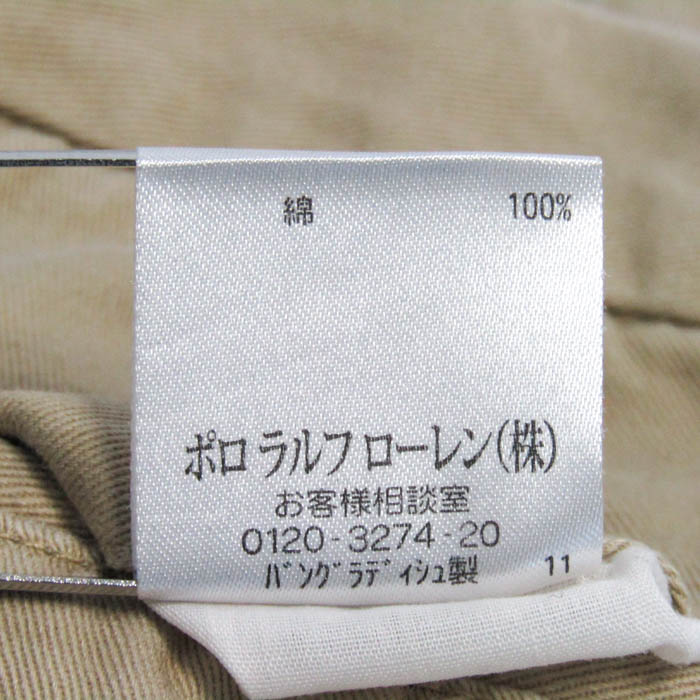 綿 100%
ポロ ラルフ ローレン(株)
お客様相談室
0120-3274-20
ﾊﾞﾝｸﾞﾗﾃﾞｨｼｭ製 11